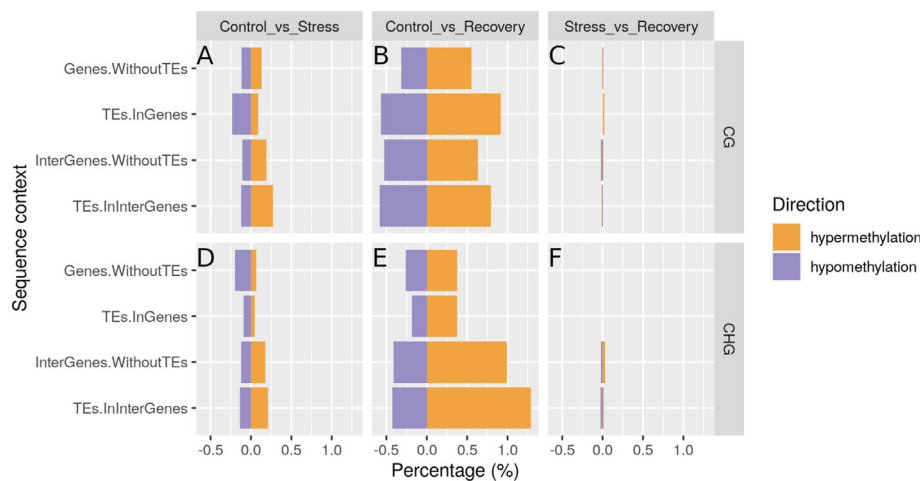 Control_vs_Stress
Control_vs_Recovery
Stress_vs_Recovery
Sequence context
A
B
C
Genes.WithoutTEs
TEs.InGenes
InterGenes.WithoutTEs
TEs.InInterGenes
CG
D
E
F
Genes.WithoutTEs
TEs.InGenes
InterGenes.WithoutTEs
TEs.InInterGenes
CHG
-0.5 0.0 0.5 1.0
-0.5 0.0 0.5 1.0
-0.5 0.0 0.5 1.0
Percentage (%)
Direction
hypermethylation
hypomethylation